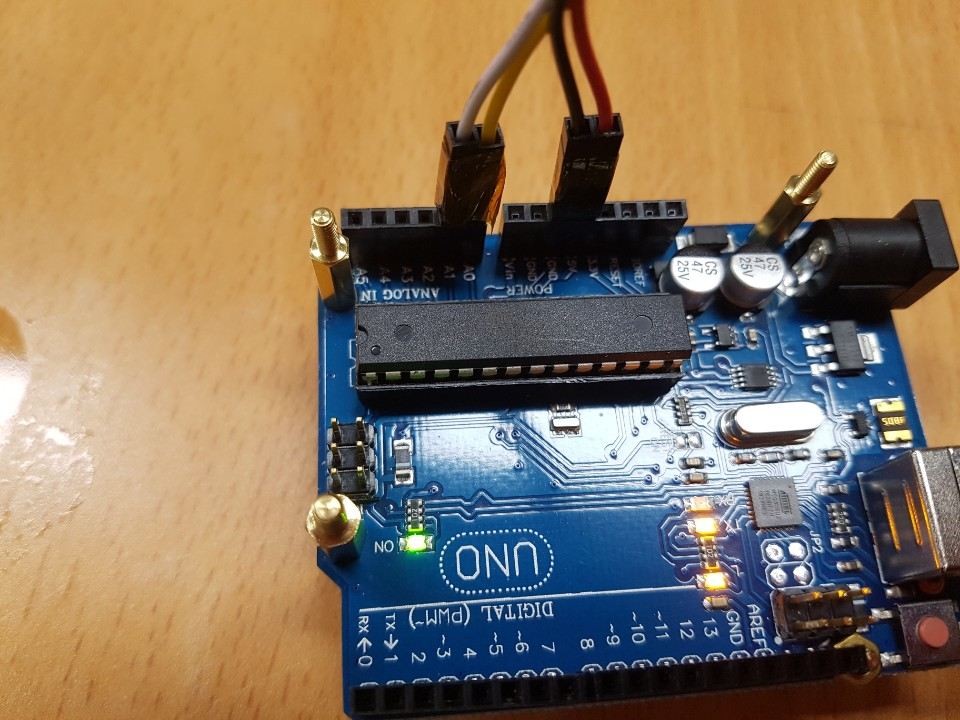 A5
A4
A3
A2
A1
A0
ANALOG IN
Vin
GND
GND
5V
3.3V
RESET
IOREF
POWER
CS
47
25V
CS
47
25V
ON
UNO
JP2
DIGITAL (PWM~)
RX←0
TX→1
2
~3
4
~5
~6
7
8
~9
~10
~11
12
13
GND
AREF